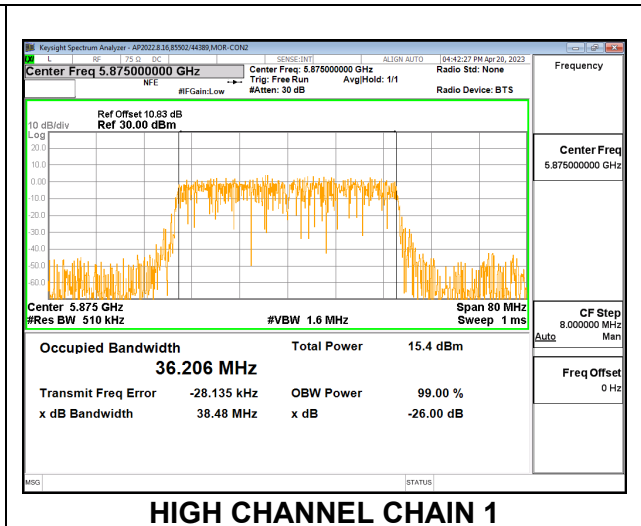 Keysight Spectrum Analyzer - AP2022.8.16,85502/44389,MOR-CON2
LXI L RF 75 Ω DC SENSE:INT ALIGN AUTO 04:42:27 PM Apr 20, 2023
Center Freq 5.875000000 GHz
NFE
#IFGain:Low
Center Freq: 5.875000000 GHz
Trig: Free Run Avg|Hold: 1/1
#Atten: 30 dB
Radio Std: None
Radio Device: BTS
Frequency
Ref Offset 10.83 dB
10 dB/div Ref 30.00 dBm
Log
20.0
10.0
0.00
-10.0
-20.0
-30.0
-40.0
-50.0
-60.0
Center 5.875 GHz Span 80 MHz
#Res BW 510 kHz #VBW 1.6 MHz Sweep 1 ms
Center Freq
5.875000000 GHz
CF Step
8.000000 MHz
Auto Man
Freq Offset
0 Hz
Occupied Bandwidth Total Power 15.4 dBm
36.206 MHz
Transmit Freq Error -28.135 kHz OBW Power 99.00 %
x dB Bandwidth 38.48 MHz x dB -26.00 dB
MSG STATUS
HIGH CHANNEL CHAIN 1